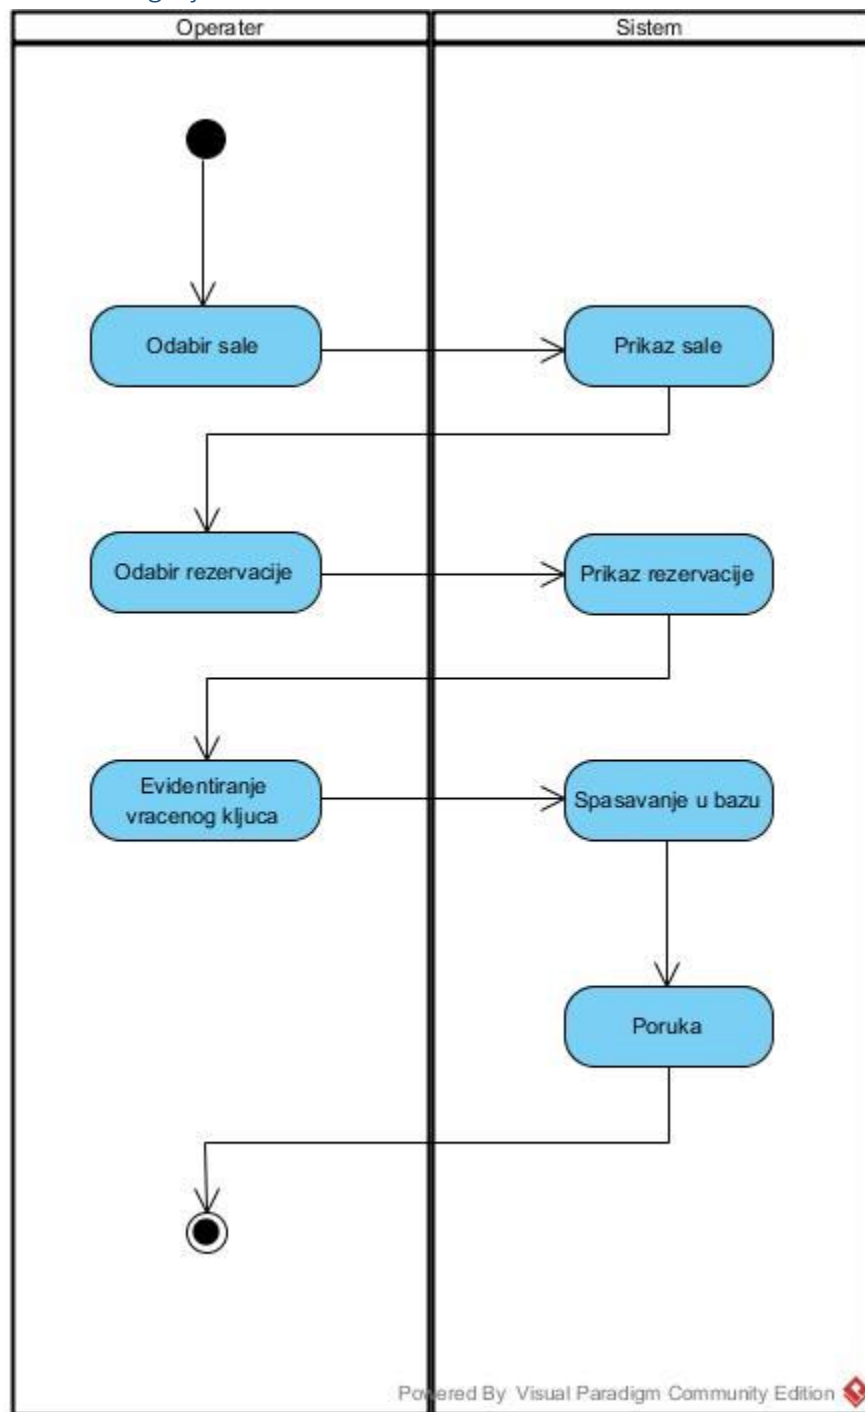 Operater
Sistem
Odabir sale
Prikaz sale
Odabir rezervacije
Prikaz rezervacije
Evidentiranje
vracenog kljuca
Spasavanje u bazu
Poruka
Powered By Visual Paradigm Community Edition